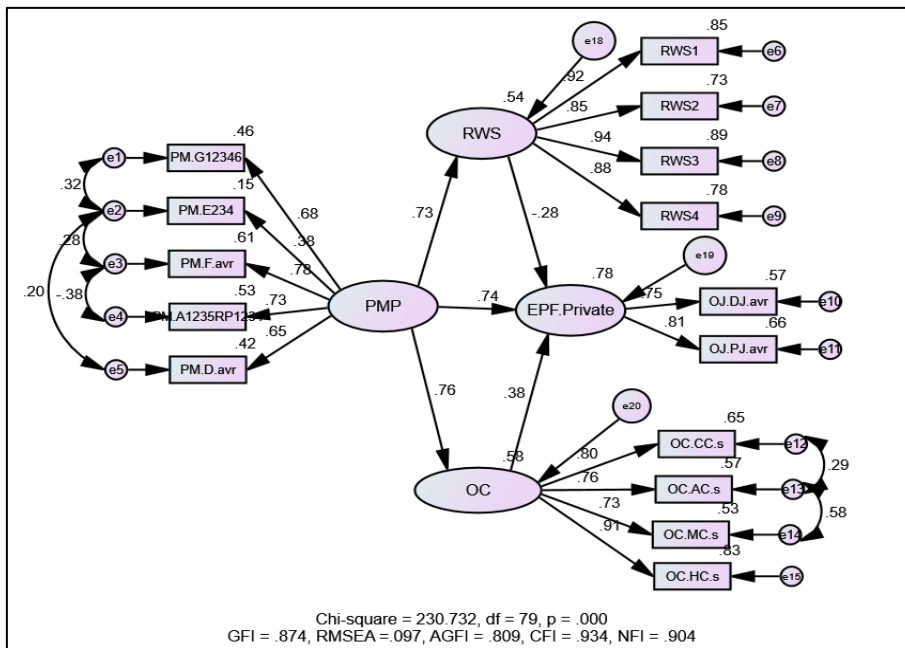 e18
.85
RWS1
e6
.92
.54
.73
.85
RWS
RWS2
e7
.46
.94
.89
e1
PM.G12346
RWS3
e8
.15
.88
.32
.78
e2
PM.E234
.68
.73
-.28
RWS4
e9
.28
.61
.38
e19
e3
PM.F.avr
.78
.78
.57
.20
-.38
.53
.73
PMP
.74
EPF.Private
.75
OJ.DJ.avr
e10
e4
.65
.81
.66
.42
OJ.PJ.avr
e11
e5
PM.D.avr
.76
.38
e20
.65
.80
OC.CC.s
e12
.58
.57
.29
.76
OC
OC.AC.s
e13
.73
.53
.58
.91
OC.MC.s
e14
.83
OC.HC.s
e15
Chi-square = 230.732, df = 79, p = .000
GFI = .874, RMSEA =.097, AGFI = .809, CFI = .934, NFI = .904